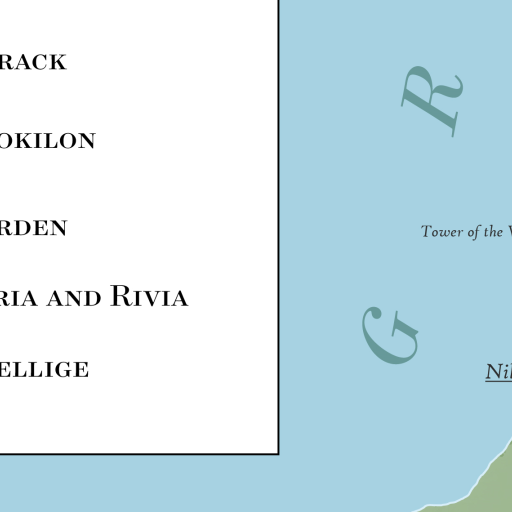 RACK
OKILON
RDEN
RIA AND RIVIA
ELLIGE
R
Tower of the
G
Nil